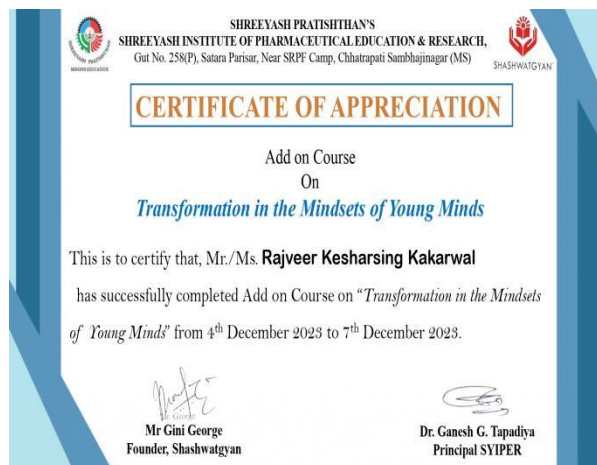 SHREEYASH PRATISHTHAN'S
SHREEYASH INSTITUTE OF PHARMACEUTICAL EDUCATION & RESEARCH,
Gut No. 258(P), Satara Parisar, Near SRPF Camp, Chhatrapati Sambhajinagar (MS)
MISSION EDUCATION
SHASHWATGYAN
CERTIFICATE OF APPRECIATION
Add on Course
On
Transformation in the Mindsets of Young Minds
This is to certify that, Mr./Ms. Rajveer Kesharsing Kakarwal
has successfully completed Add on Course on "Transformation in the Mindsets
of Young Minds" from 4th December 2023 to 7th December 2023.
Mr Gini George
Founder, Shashwatgyan
Dr. Ganesh G. Tapadiya
Principal SYIPER